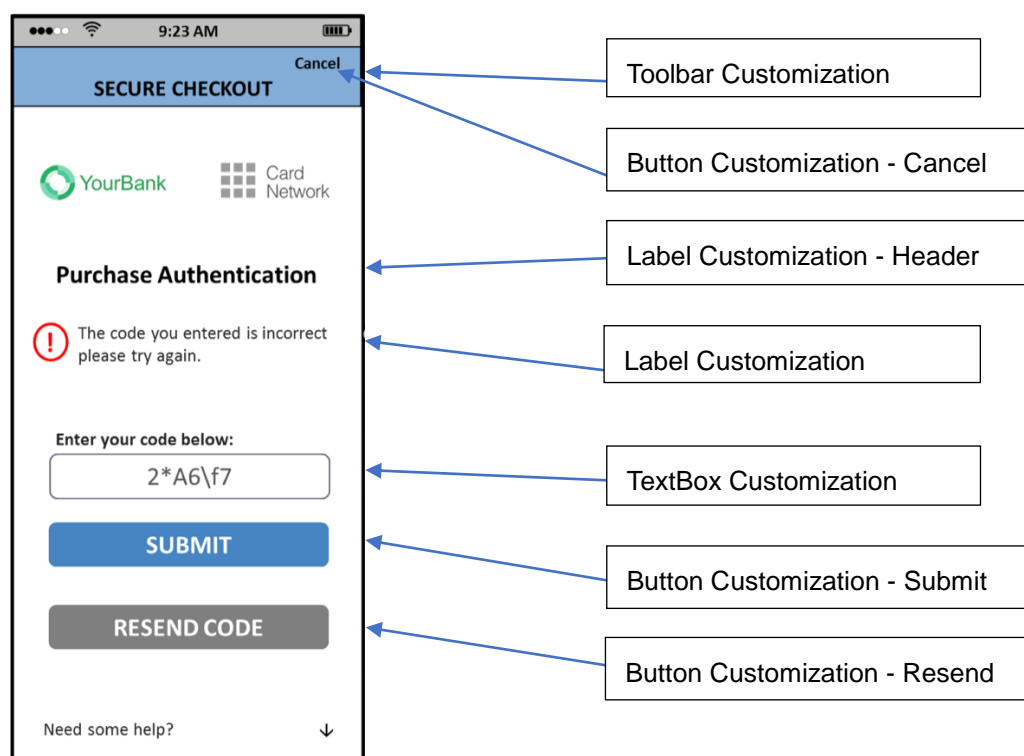 9:23 AM
Cancel
SECURE CHECKOUT
YourBank
Card
Network
Purchase Authentication
The code you entered is incorrect
please try again.
Enter your code below:
2*A6\f7
SUBMIT
RESEND CODE
Need some help?
Toolbar Customization
Button Customization - Cancel
Label Customization - Header
Label Customization
TextBox Customization
Button Customization - Submit
Button Customization - Resend